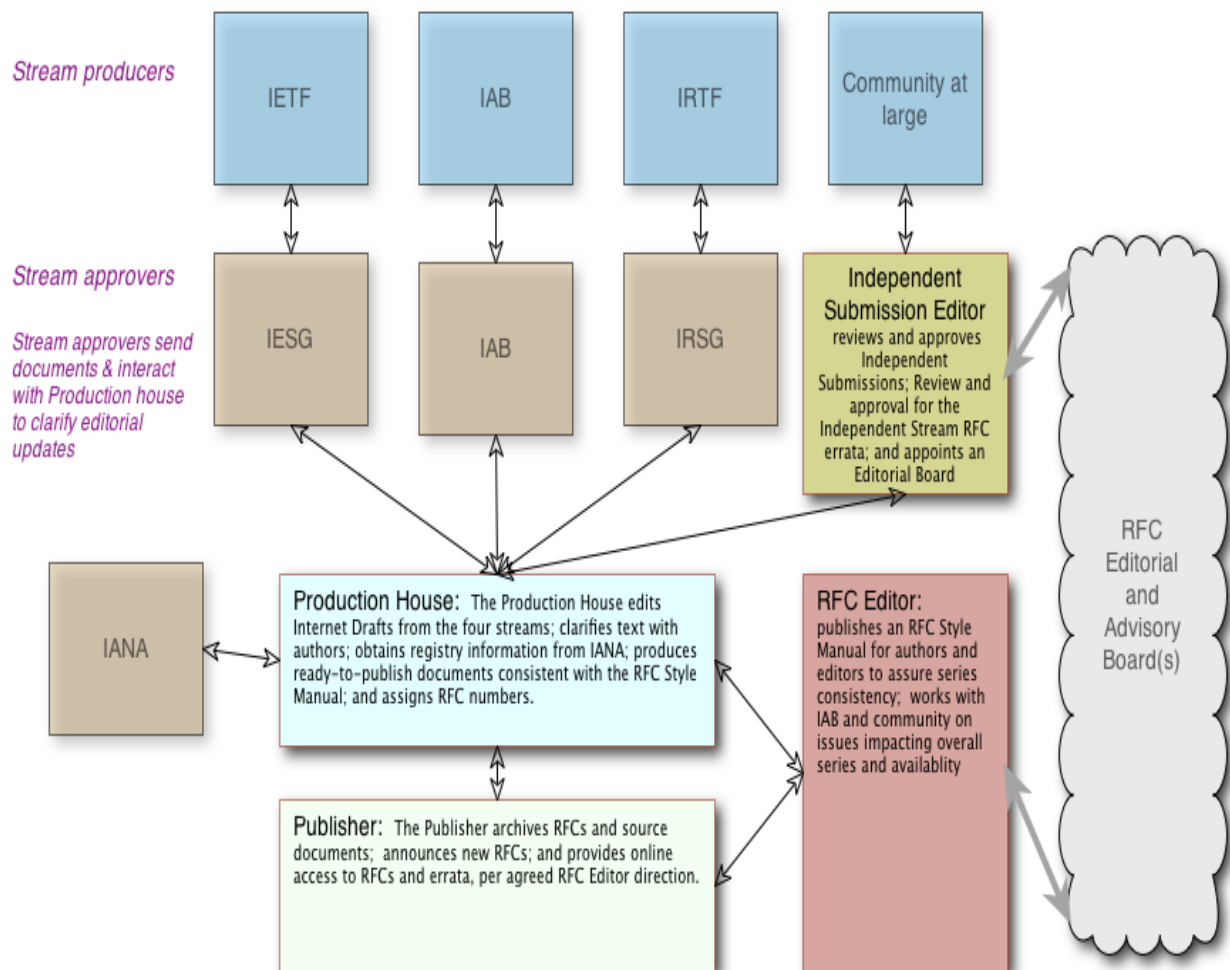 Stream producers
IETF
IAB
IRTF
Community at
large
Stream approvers
Stream approvers send
documents & interact
with Production house
to clarify editorial
updates
IESG
IAB
IRSG
Independent
Submission Editor
reviews and approves
Independent
Submissions; Review and
approval for the
Independent Stream RFC
errata; and appoints an
Editorial Board
RFC
Editorial
and
Advisory
Board(s)
IANA
Production House: The Production House edits
Internet Drafts from the four streams; clarifies text with
authors; obtains registry information from IANA; produces
ready-to-publish documents consistent with the RFC Style
Manual; and assigns RFC numbers.
RFC Editor:
publishes an RFC Style
Manual for authors and
editors to assure series
consistency; works with
IAB and community on
issues impacting overall
series and availablity
Publisher: The Publisher archives RFCs and source
documents; announces new RFCs; and provides online
access to RFCs and errata, per agreed RFC Editor direction.